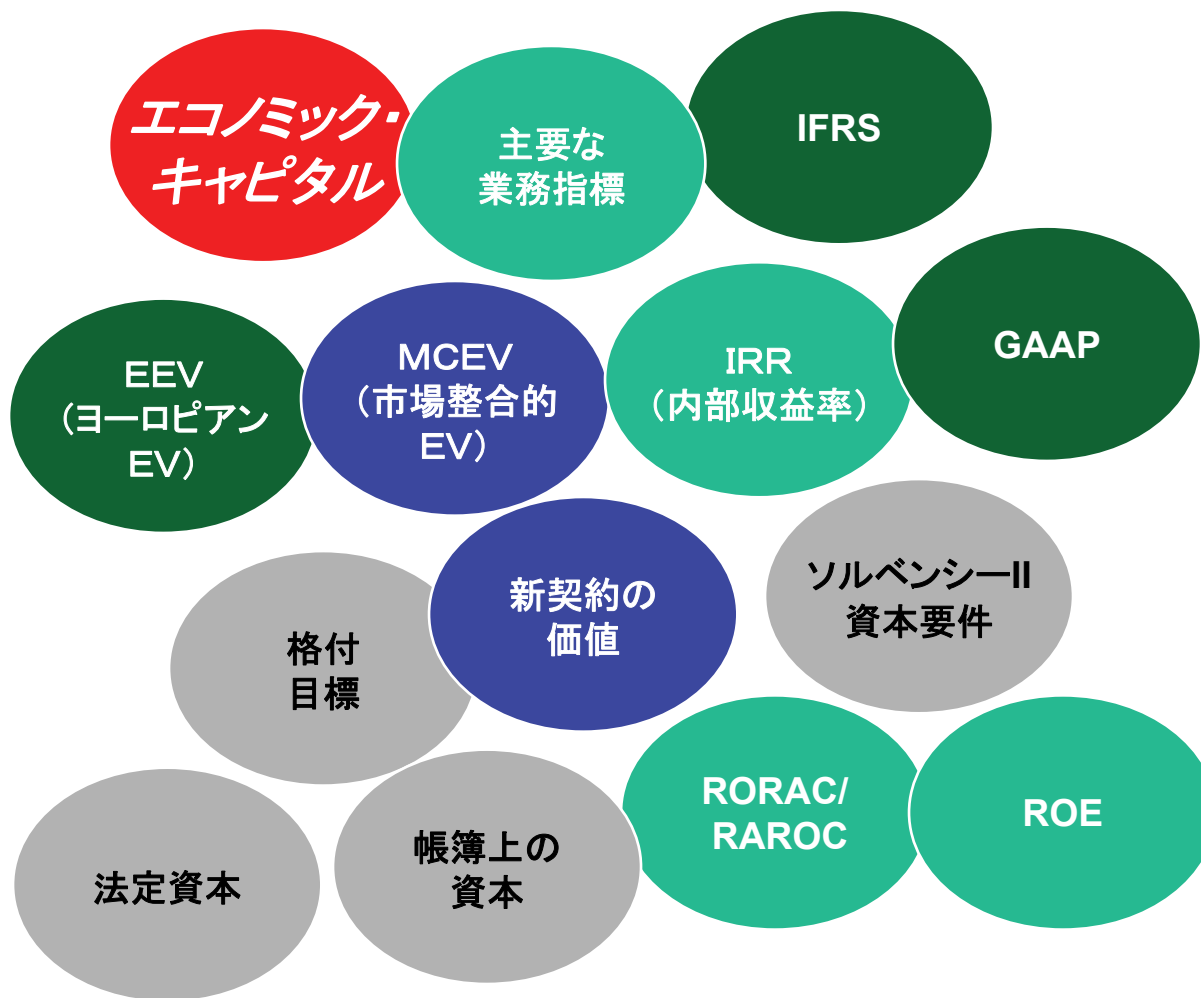 エコノミック・
キャピタル
主要な
業務指標
IFRS
EEV
（ヨーロピアン
EV）
MCEV
（市場整合的
EV）
IRR
（内部収益率）
GAAP
格付
目標
新契約の
価値
ソルベンシーII
資本要件
法定資本
帳簿上の
資本
RORAC/
RAROC
ROE